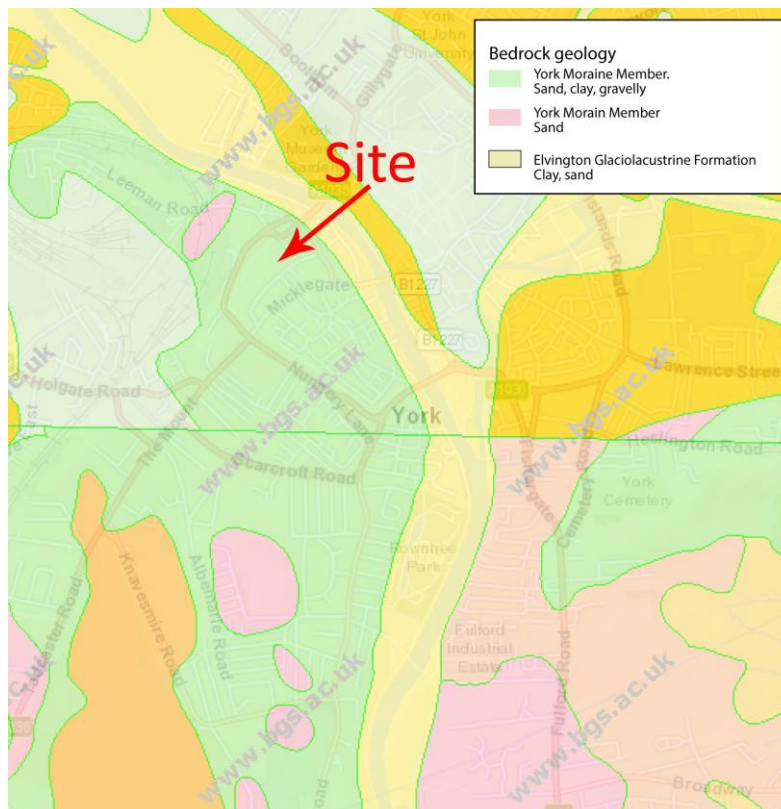 York
St John
University
Bootham
Gillygate
www.bgs.ac.uk
www.bgs.ac.uk
www.bgs.ac.uk
Bedrock geology
York Moraine Member.
Sand, clay, gravelly
York Morain Member
Sand
Elvington Glaciolacustrine Formation
Clay, sand
York
Museum
Gardens
Site
A1036
Leeman Road
Islands Road
Micklegate
B1227
B1227
www.bgs.ac.uk
www.bgs.ac.uk
www.bgs.ac.uk
Holgate Road
Nunnery Lane
A1036
Lawrence Street
The Mount
York
Scarcroft Road
Fishergate
Cemetery Road
Heslington Road
York
Cemetery
Rowntree
Park
Knavesmire Road
Albemarle Road
Tadcaster Road
Fulford
Industrial
Estate
Fulford Road
www.bgs.ac.uk
www.bgs.ac.uk
www.bgs.ac.uk
Broadway